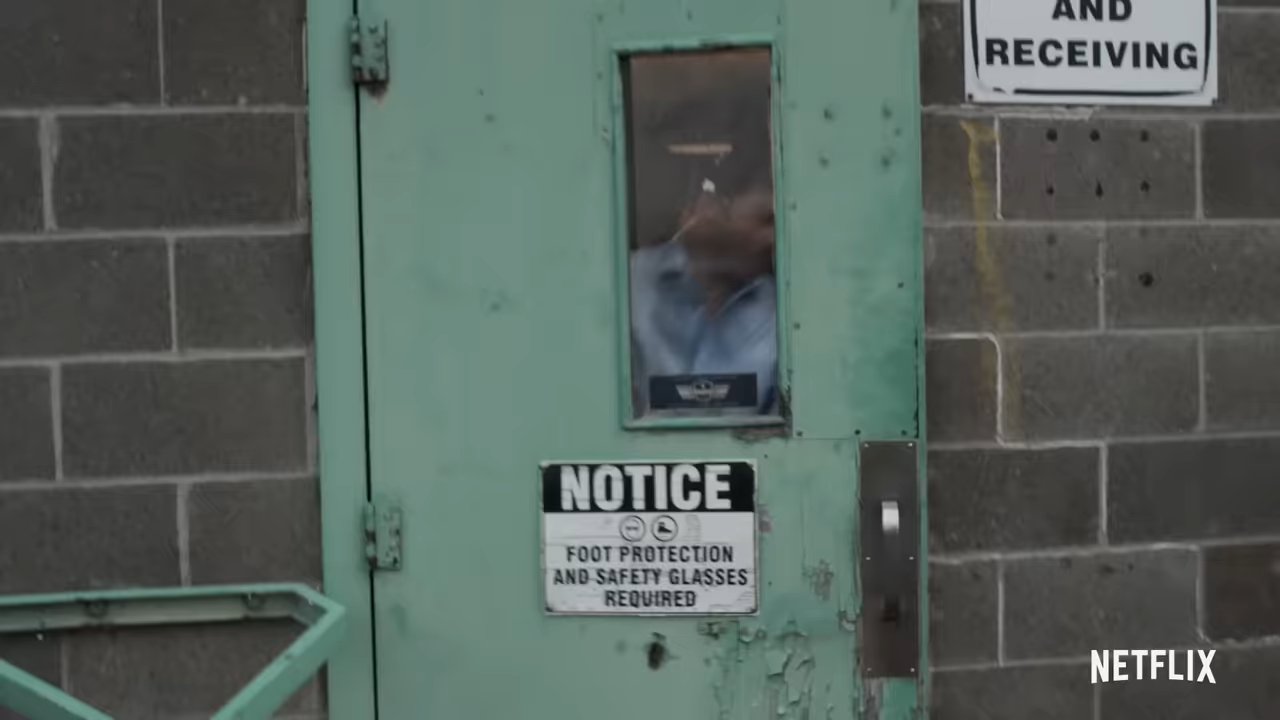 AND
RECEIVING
NOTICE
FOOT PROTECTION
AND SAFETY GLASSES
REQUIRED
NETFLIX